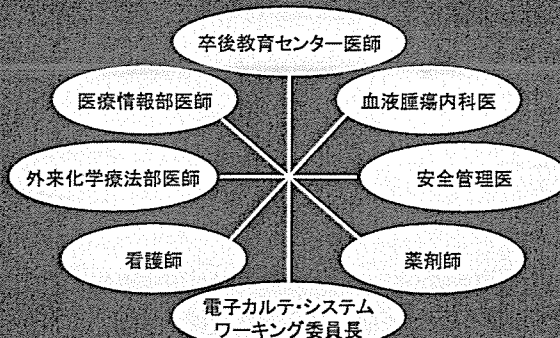 卒後教育センター医師
医療情報部医師
血液腫瘍内科医
外来化学療法部医師
安全管理医
看護師
薬剤師
電子カルテ・システム
ワーキング委員長